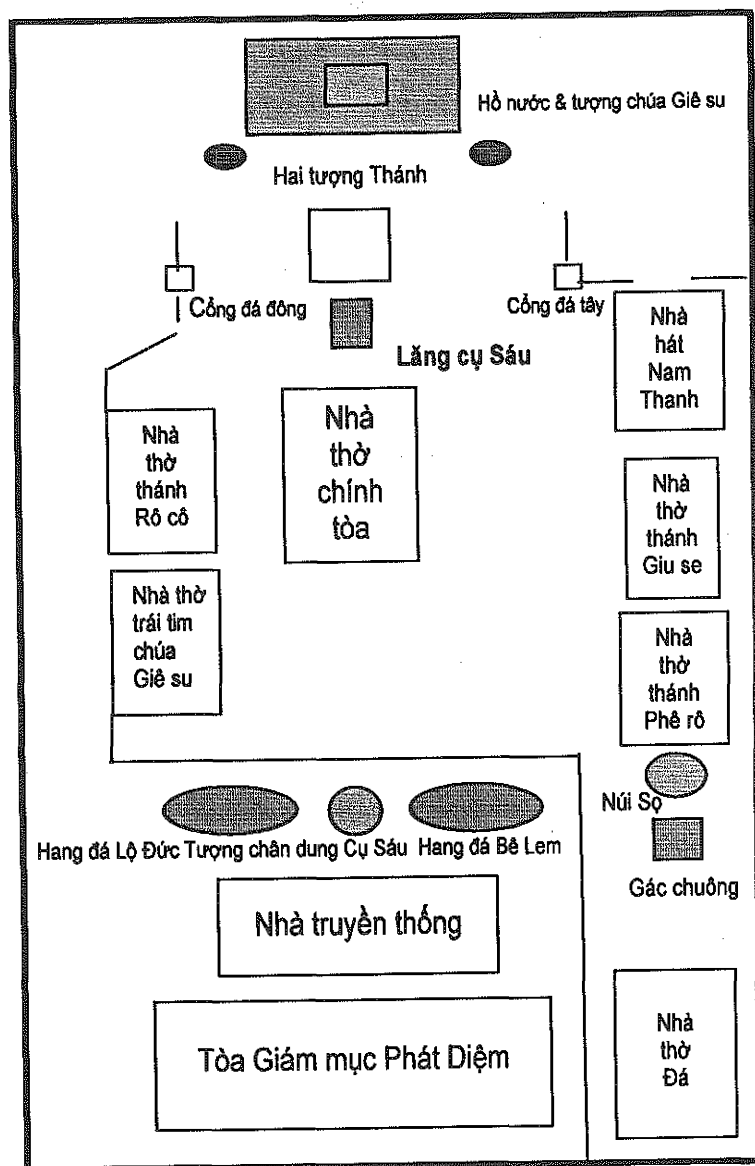 Hồ nước & tượng chúa Giê su
Hai tượng Thánh
Cổng đá đông
Cổng đá tây
Lăng cụ Sáu
Nhà
hát
Nam
Thanh
Nhà
thờ
thánh
Rô cô
Nhà
thờ
chính
tòa
Nhà
thờ
thánh
Giu se
Nhà thờ
trái tim
chúa
Giê su
Nhà
thờ
thánh
Phê rô
Núi Sọ
Hang đá Lộ Đức Tượng chân dung Cụ Sáu Hang đá Bê Lem
Gác chuông
Nhà truyền thống
Tòa Giám mục Phát Diệm
Nhà
thờ
Đá